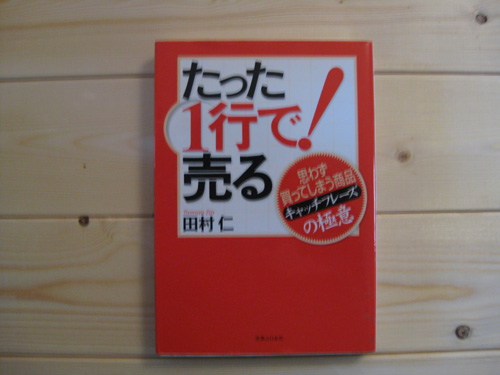 たった
1行で!
売る
思わず
買ってしまう商品
キャッチフレーズ
の極意
田村 仁